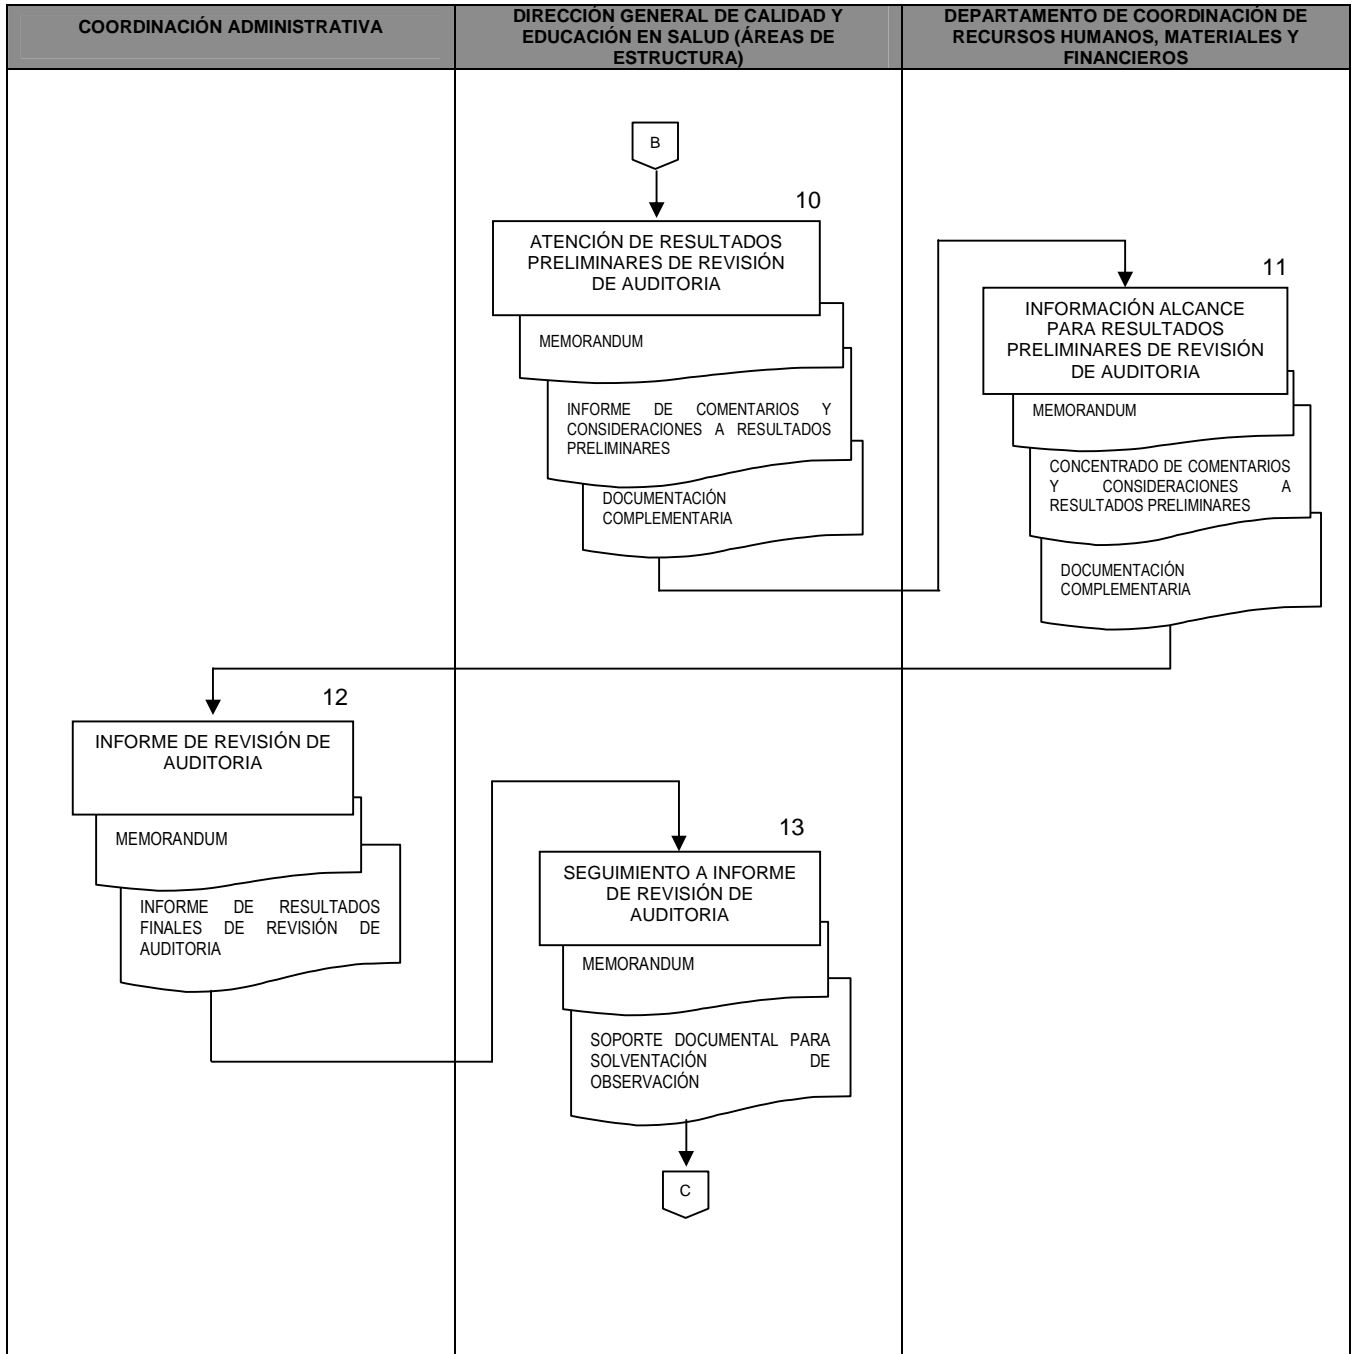 COORDINACIÓN ADMINISTRATIVA
DIRECCIÓN GENERAL DE CALIDAD Y
EDUCACIÓN EN SALUD (ÁREAS DE
ESTRUCTURA)
DEPARTAMENTO DE COORDINACIÓN DE
RECURSOS HUMANOS, MATERIALES Y
FINANCIEROS
B
10
ATENCIÓN DE RESULTADOS
PRELIMINARES DE REVISIÓN
DE AUDITORIA
MEMORANDUM
INFORME DE COMENTARIOS Y
CONSIDERACIONES A RESULTADOS
PRELIMINARES
DOCUMENTACIÓN
COMPLEMENTARIA
11
INFORMACIÓN ALCANCE
PARA RESULTADOS
PRELIMINARES DE REVISIÓN
DE AUDITORIA
MEMORANDUM
CONCENTRADO DE COMENTARIOS
Y CONSIDERACIONES A
RESULTADOS PRELIMINARES
DOCUMENTACIÓN
COMPLEMENTARIA
12
INFORME DE REVISIÓN DE
AUDITORIA
MEMORANDUM
INFORME DE RESULTADOS
FINALES DE REVISIÓN DE
AUDITORIA
13
SEGUIMIENTO A INFORME
DE REVISIÓN DE
AUDITORIA
MEMORANDUM
SOPORTE DOCUMENTAL PARA
SOLVENTACIÓN DE
OBSERVACIÓN
C